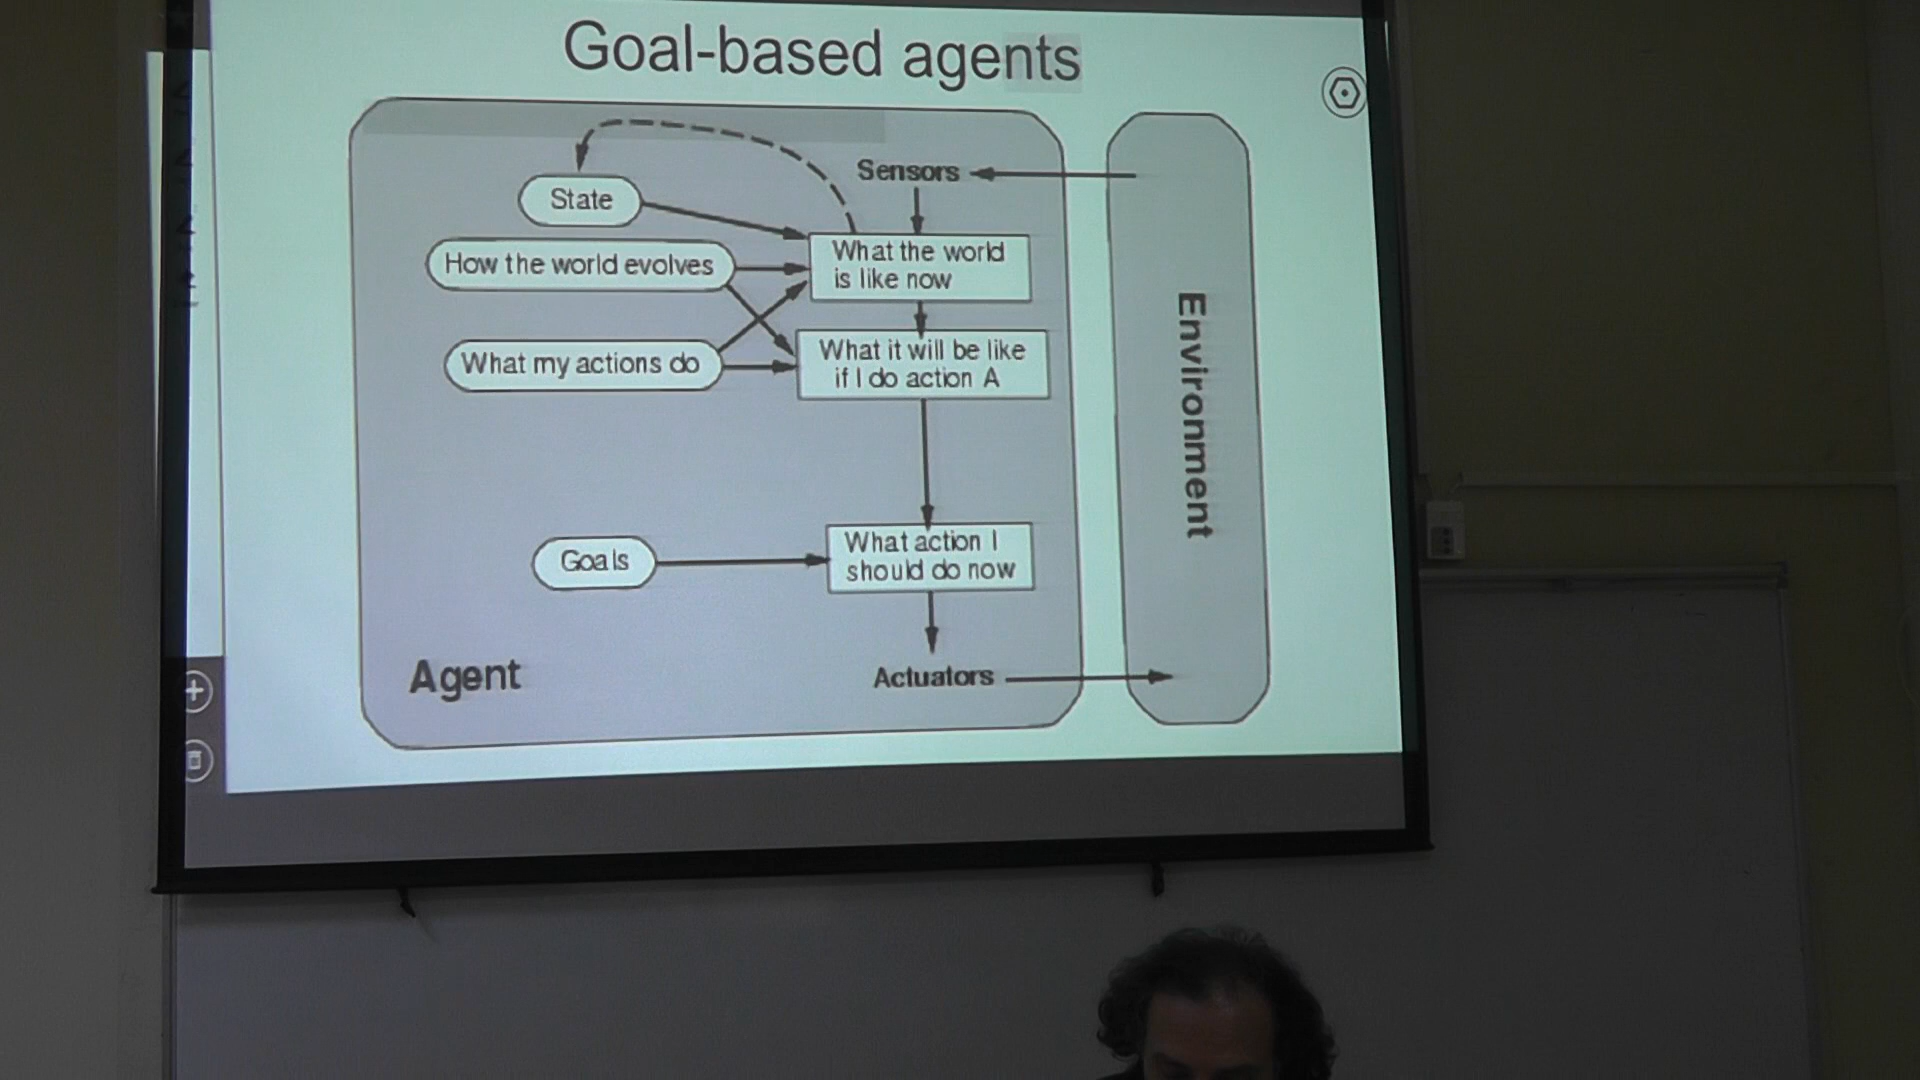 Goal-based agents
Sensors
State
What the world
is like now
How the world evolves
What it will be like
if I do action A
What my actions do
Environment
What action I
should do now
Goals
Agent
Actuators